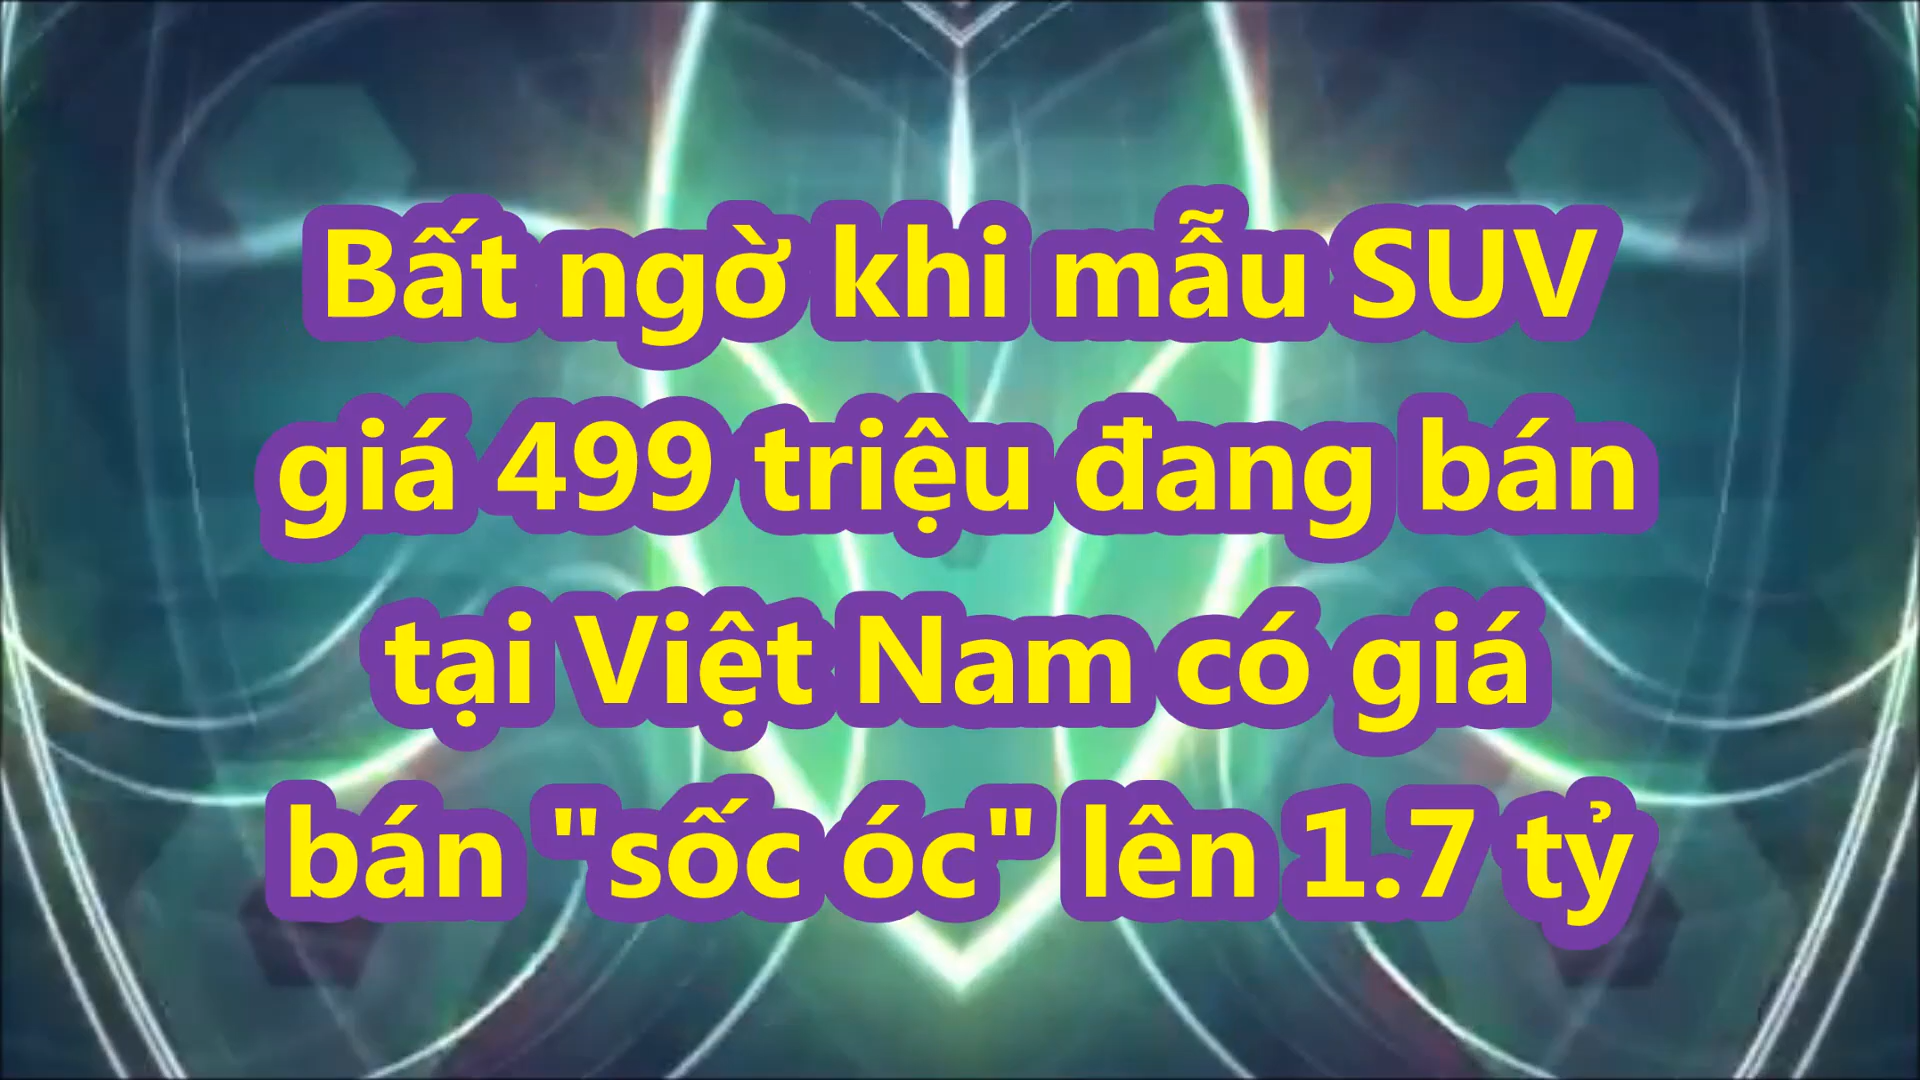 Bất ngờ khi mẫu SUV
giá 499 triệu đang bán
tại Việt Nam có giá
bán "sốc óc" lên 1.7 tỷ